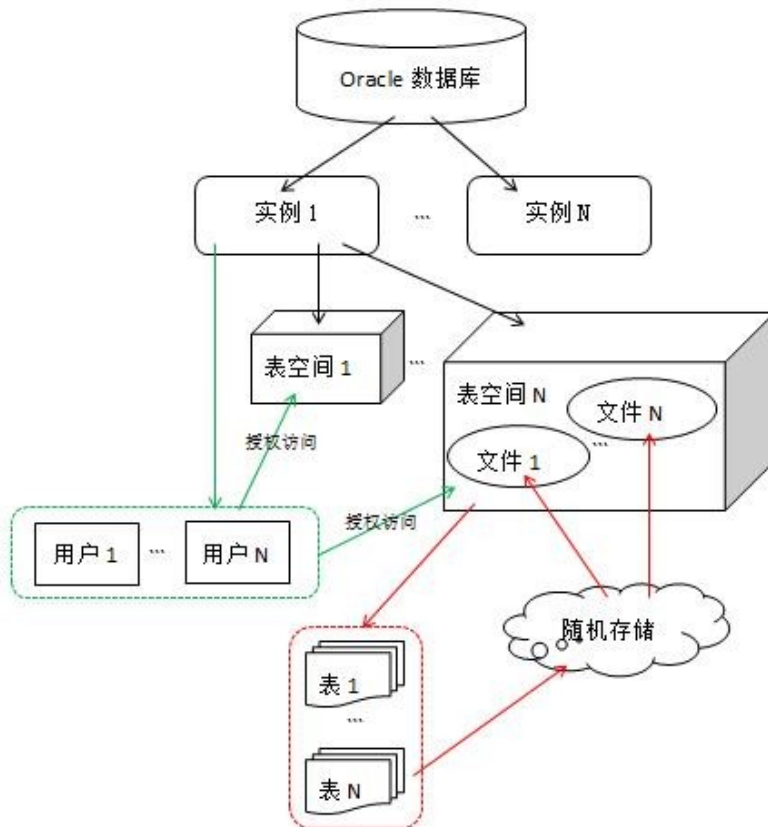 Oracle 数据库
实例 1
...
实例 N
表空间 1
...
表空间 N
文件 N
...
文件 1
授权访问
授权访问
用户 1
...
用户 N
随机存储
表 1
...
表 N